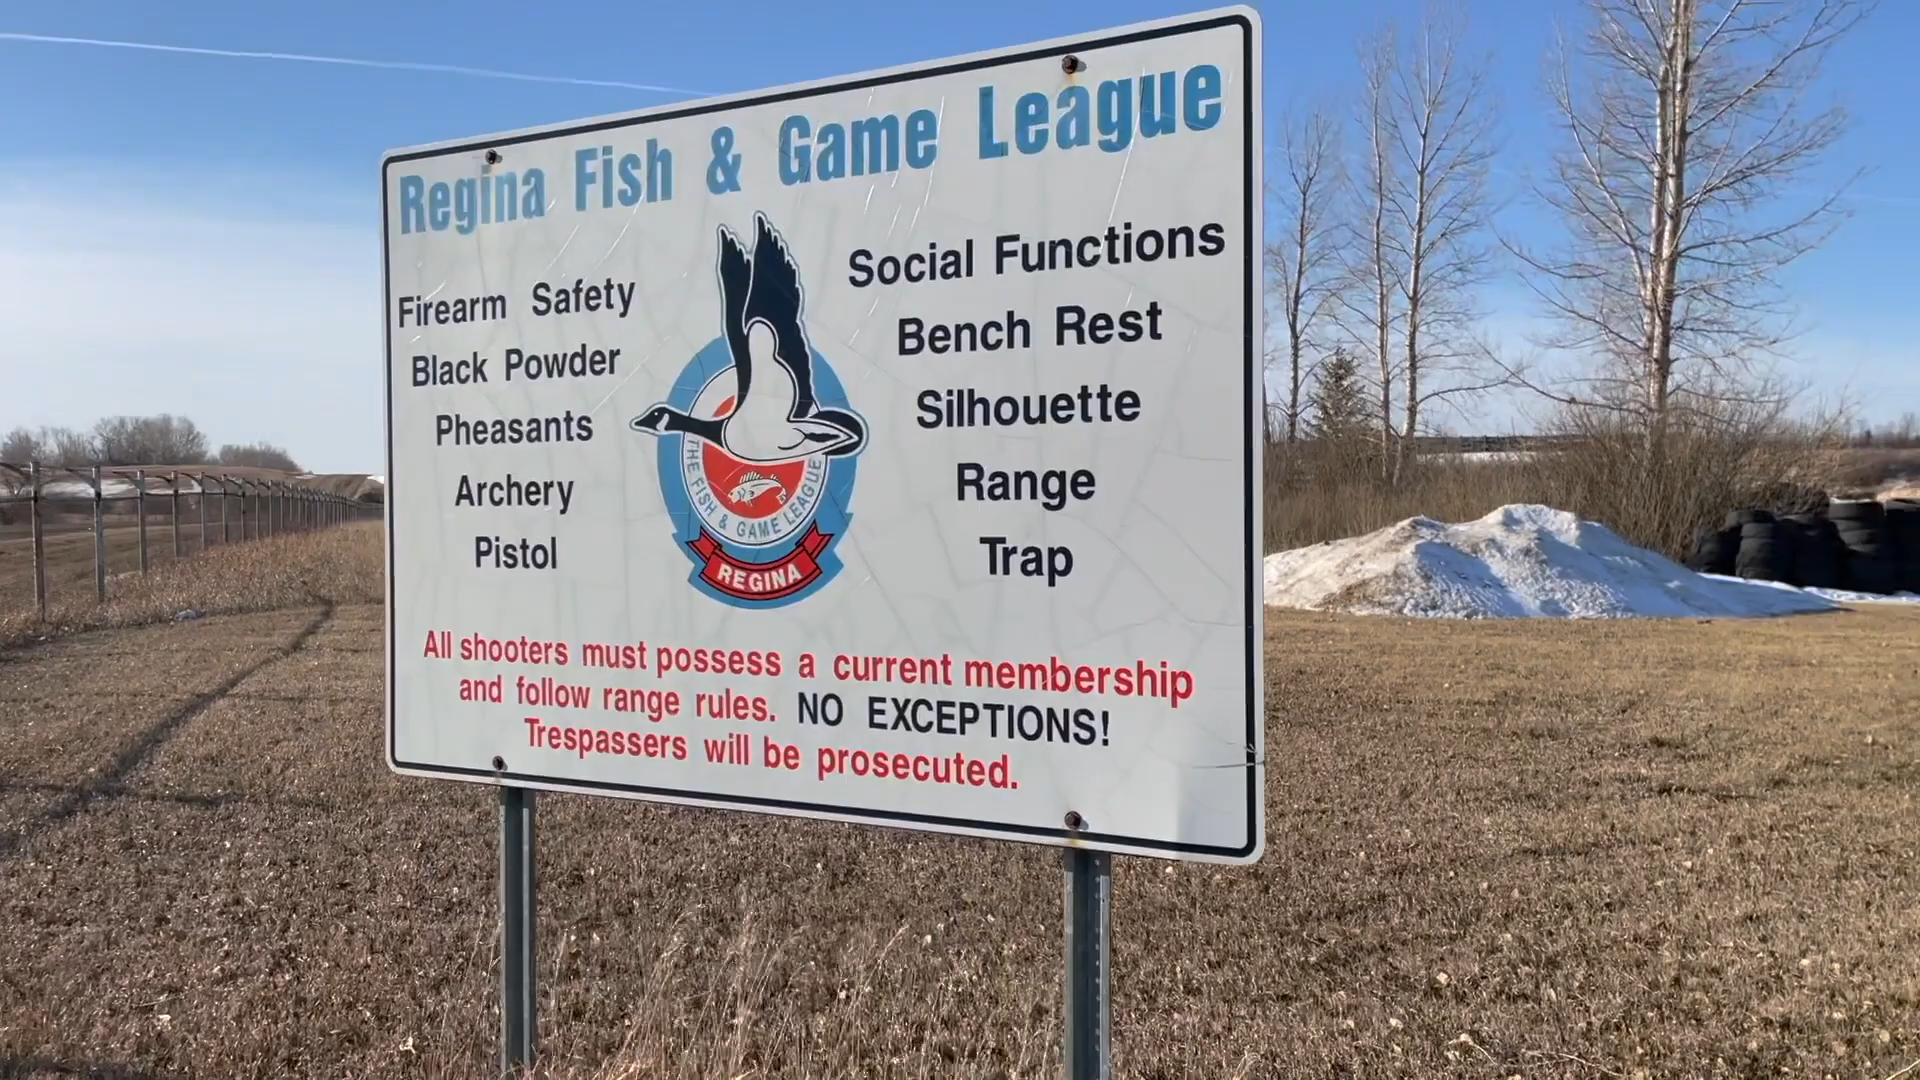 Regina Fish & Game League
Firearm Safety
Black Powder
Pheasants
Archery
Pistol
THE FISH & GAME LEAGUE
REGINA
Social Functions
Bench Rest
Silhouette
Range
Trap
All shooters must possess a current membership
and follow range rules. NO EXCEPTIONS!
Trespassers will be prosecuted.